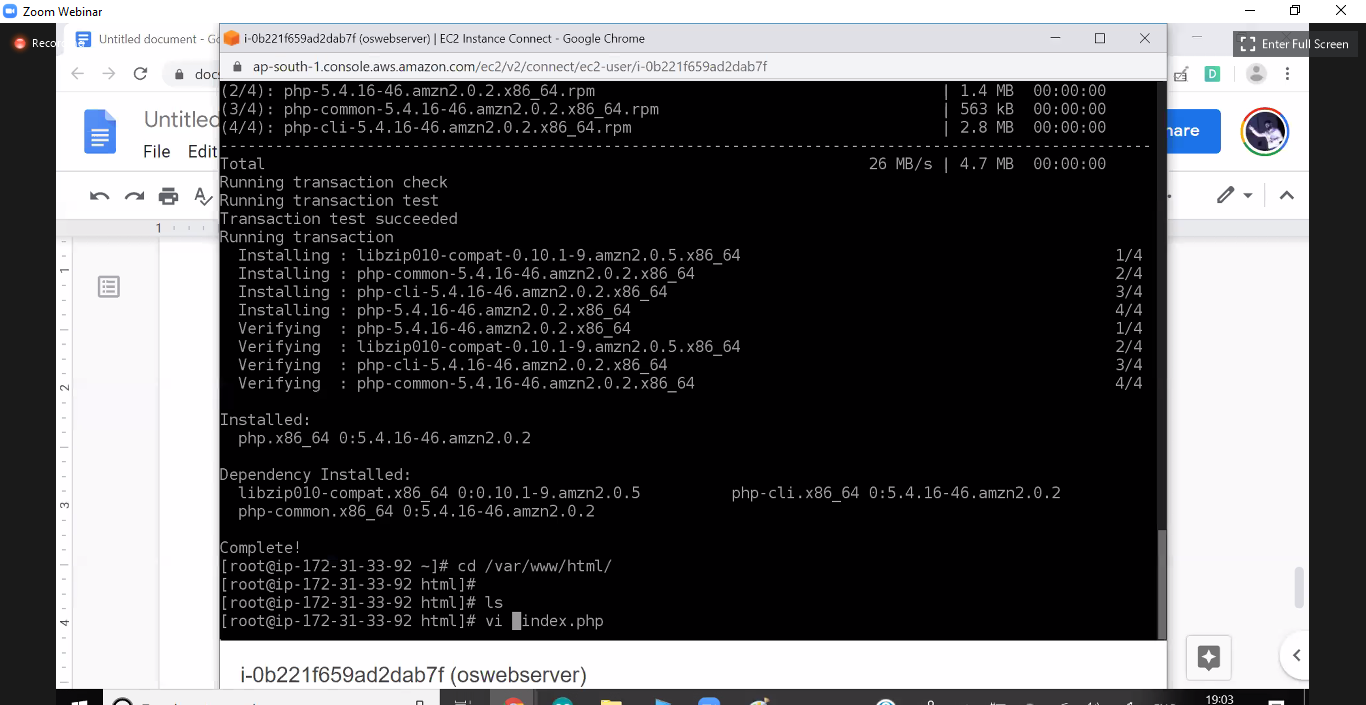 Zoom Webinar
Recor
Untitled document - Go
i-0b221f659ad2dab7f (oswebserver) | EC2 Instance Connect - Google Chrome
Enter Full Screen
docs
ap-south-1.console.aws.amazon.com/ec2/v2/connect/ec2-user/i-0b221f659ad2dab7f
D
Untitled
File Edit
hare
1
1
2
3
4
(2/4): php-5.4.16-46.amzn2.0.2.x86_64.rpm | 1.4 MB 00:00:00
(3/4): php-common-5.4.16-46.amzn2.0.2.x86_64.rpm | 563 kB 00:00:00
(4/4): php-cli-5.4.16-46.amzn2.0.2.x86_64.rpm | 2.8 MB 00:00:00
--------------------------------------------------------------------------------
Total 26 MB/s | 4.7 MB 00:00:00
Running transaction check
Running transaction test
Transaction test succeeded
Running transaction
Installing : libzip010-compat-0.10.1-9.amzn2.0.5.x86_64 1/4
Installing : php-common-5.4.16-46.amzn2.0.2.x86_64 2/4
Installing : php-cli-5.4.16-46.amzn2.0.2.x86_64 3/4
Installing : php-5.4.16-46.amzn2.0.2.x86_64 4/4
Verifying : php-5.4.16-46.amzn2.0.2.x86_64 1/4
Verifying : libzip010-compat-0.10.1-9.amzn2.0.5.x86_64 2/4
Verifying : php-cli-5.4.16-46.amzn2.0.2.x86_64 3/4
Verifying : php-common-5.4.16-46.amzn2.0.2.x86_64 4/4
Installed:
php.x86_64 0:5.4.16-46.amzn2.0.2
Dependency Installed:
libzip010-compat.x86_64 0:0.10.1-9.amzn2.0.5 php-cli.x86_64 0:5.4.16-46.amzn2.0.2
php-common.x86_64 0:5.4.16-46.amzn2.0.2
Complete!
[root@ip-172-31-33-92 ~]# cd /var/www/html/
[root@ip-172-31-33-92 html]#
[root@ip-172-31-33-92 html]# ls
[root@ip-172-31-33-92 html]# vi index.php
i-0b221f659ad2dab7f (oswebserver)
19:03